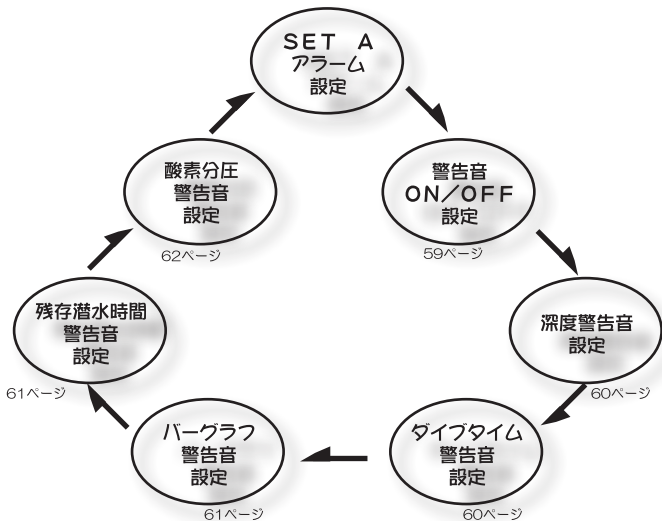 SET A
アラーム
設定
警告音
ON/OFF
設定
59ページ
深度警告音
設定
60ページ
ダイブタイム
警告音
設定
60ページ
バーグラフ
警告音
設定
61ページ
残存潜水時間
警告音
設定
61ページ
酸素分圧
警告音
設定
62ページ